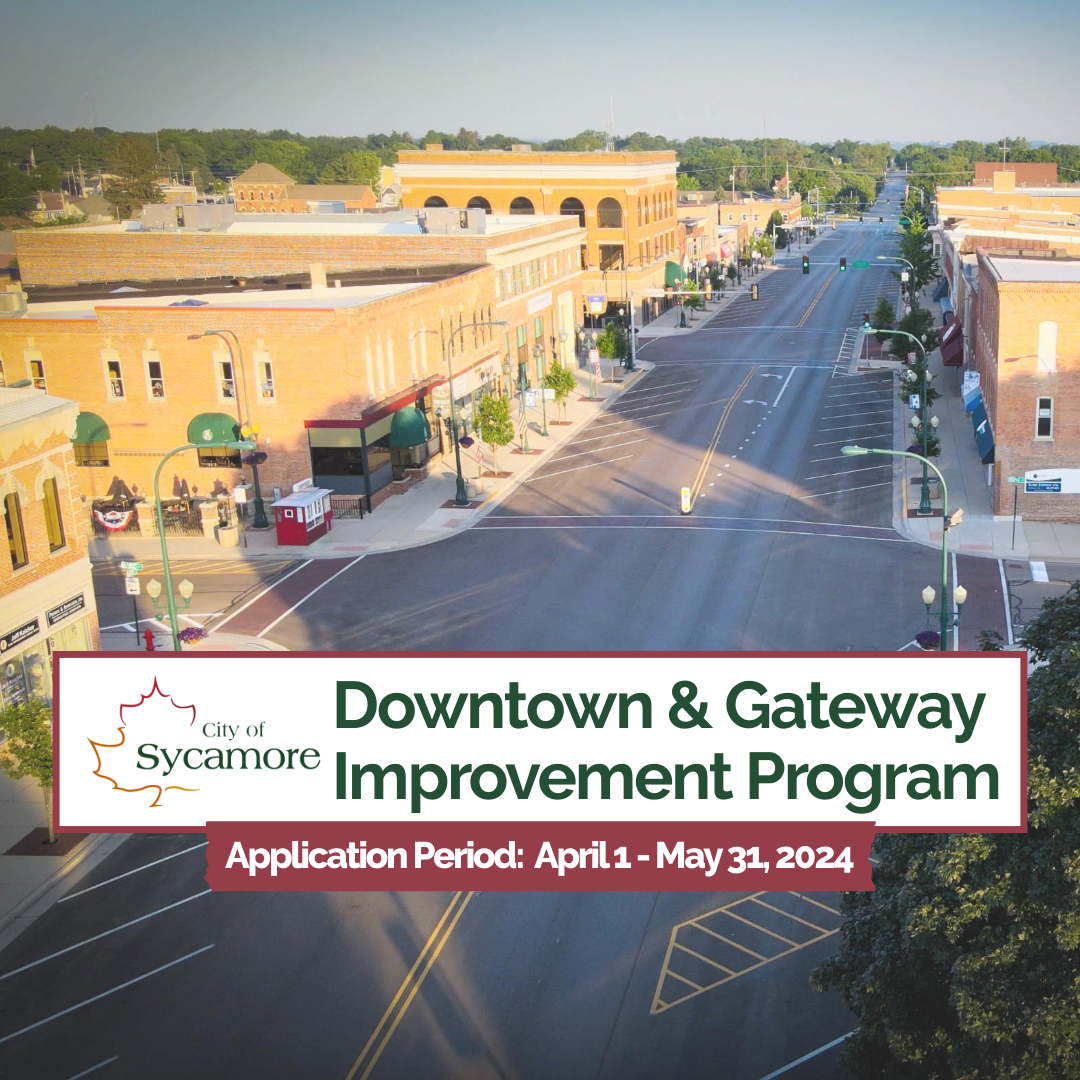 City of
Sycamore
Downtown & Gateway
Improvement Program
Application Period: April 1 - May 31, 2024